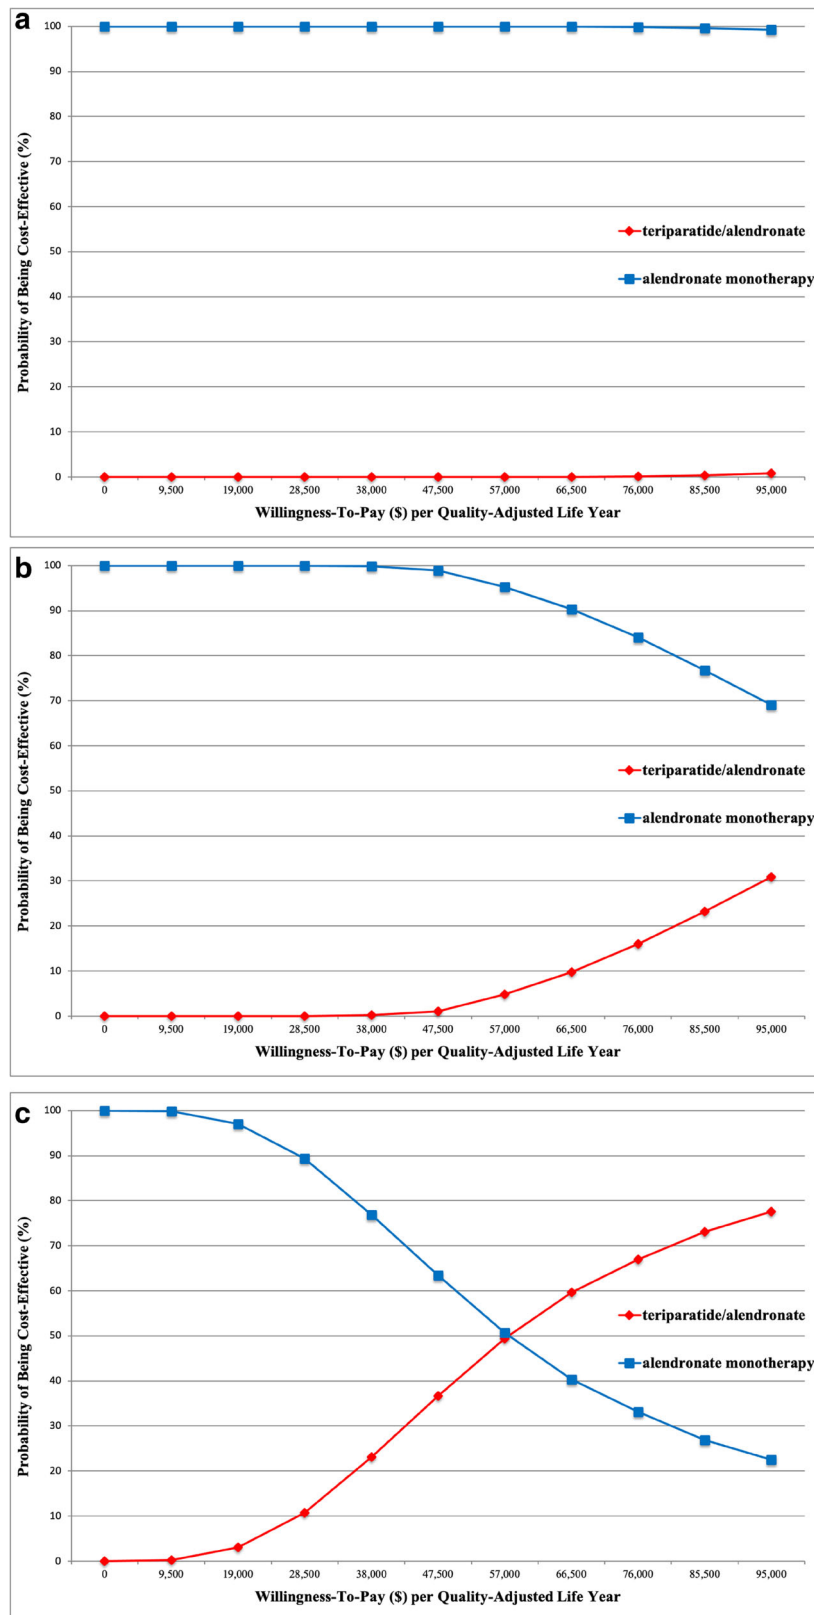 a
100
90
80
70
60
50
40
30
20
10
0
Probability of Being Cost-Effective (%)
teriparatide/alendronate
alendronate monotherapy
0 9,500 19,000 28,500 38,000 47,500 57,000 66,500 76,000 85,500 95,000
Willingness-To-Pay ($) per Quality-Adjusted Life Year
b
100
90
80
70
60
50
40
30
20
10
0
Probability of Being Cost-Effective (%)
teriparatide/alendronate
alendronate monotherapy
0 9,500 19,000 28,500 38,000 47,500 57,000 66,500 76,000 85,500 95,000
Willingness-To-Pay ($) per Quality-Adjusted Life Year
c
100
90
80
70
60
50
40
30
20
10
0
Probability of Being Cost-Effective (%)
teriparatide/alendronate
alendronate monotherapy
0 9,500 19,000 28,500 38,000 47,500 57,000 66,500 76,000 85,500 95,000
Willingness-To-Pay ($) per Quality-Adjusted Life Year